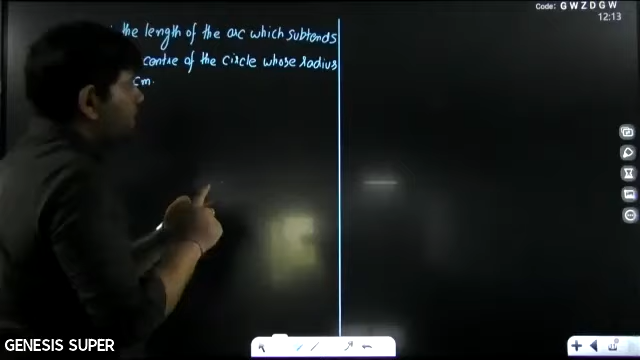 Code: G W Z D G W
12:13
the length of the arc which subtends
centre of the circle whose radius
cm.
GENESIS SUPER